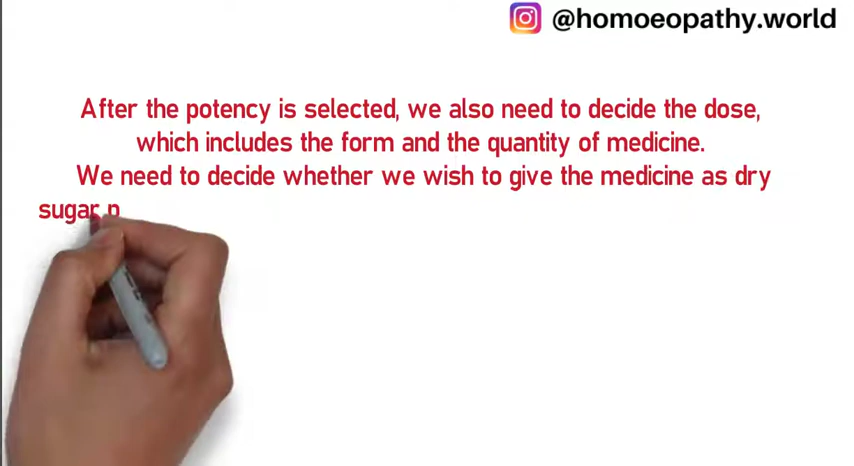 @homoeopathy.world
After the potency is selected, we also need to decide the dose,
which includes the form and the quantity of medicine.
We need to decide whether we wish to give the medicine as dry
sugar p